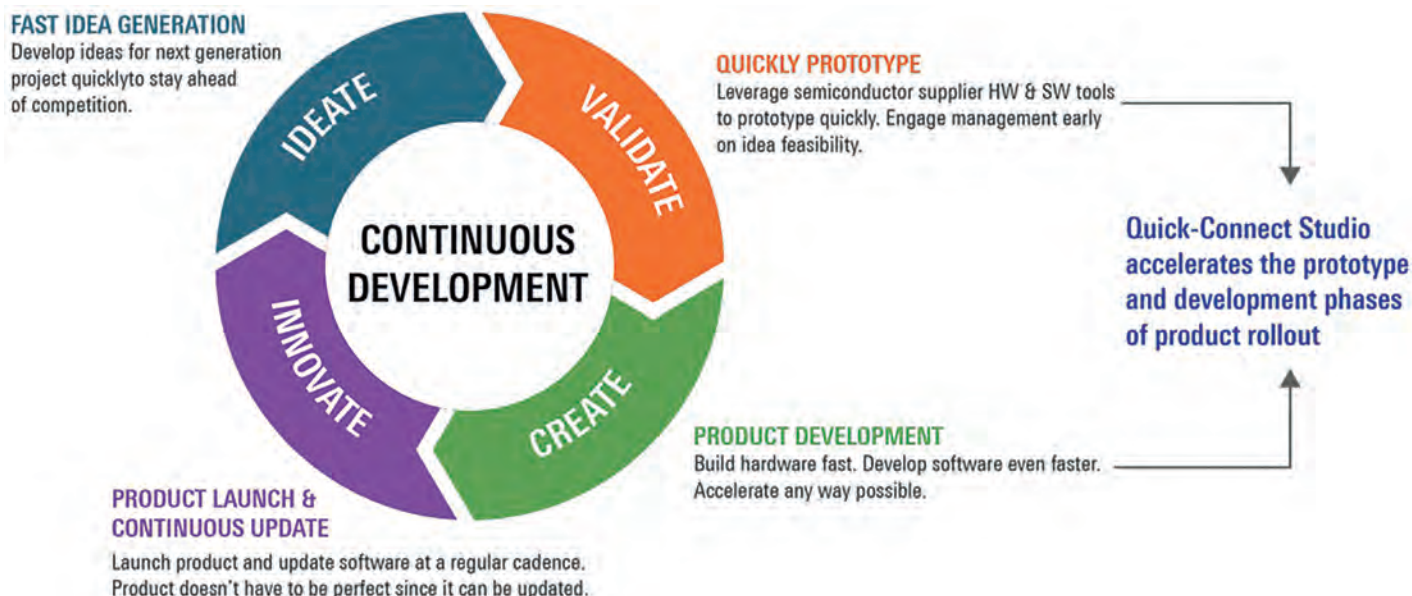 FAST IDEA GENERATION
Develop ideas for next generation
project quicklyto stay ahead
of competition.
IDEATE
VALIDATE
QUICKLY PROTOTYPE
Leverage semiconductor supplier HW & SW tools
to prototype quickly. Engage management early
on idea feasibility.
CONTINUOUS
DEVELOPMENT
Quick-Connect Studio
accelerates the prototype
and development phases
of product rollout
INNOVATE
CREATE
PRODUCT DEVELOPMENT
Build hardware fast. Develop software even faster.
Accelerate any way possible.
PRODUCT LAUNCH &
CONTINUOUS UPDATE
Launch product and update software at a regular cadence.
Product doesn't have to be perfect since it can be updated.